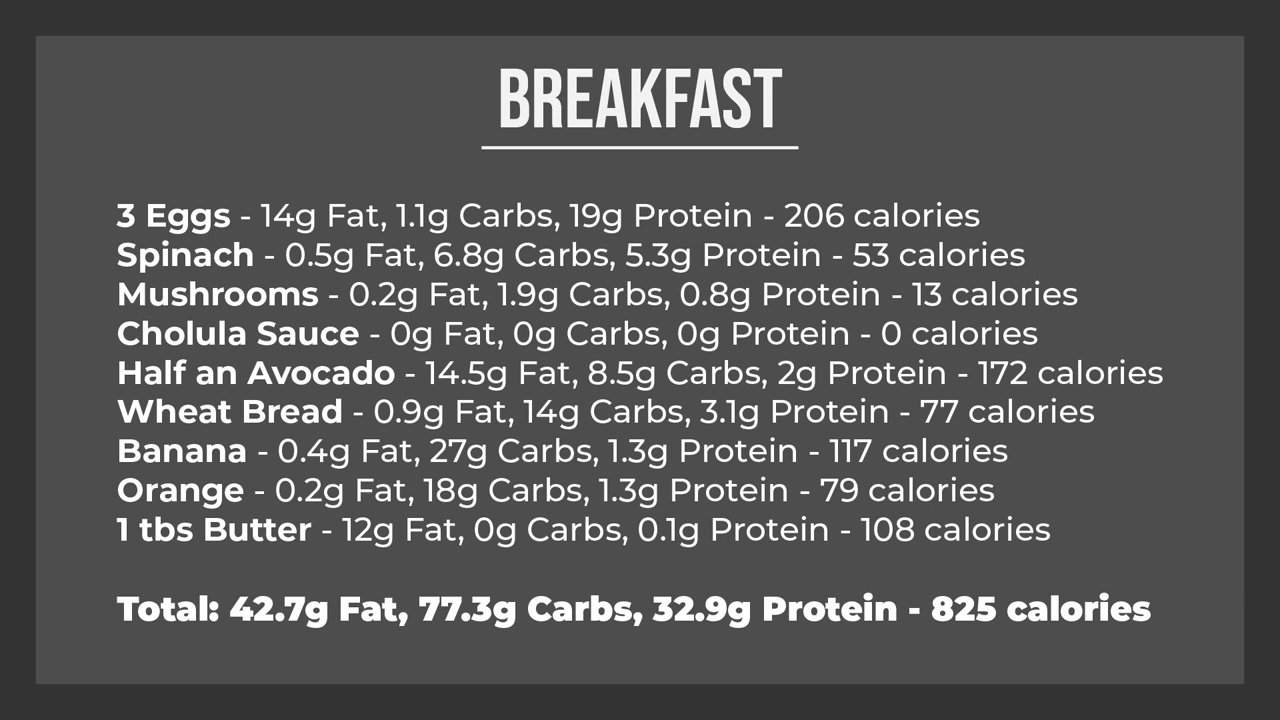 BREAKFAST
3 Eggs - 14g Fat, 1.1g Carbs, 19g Protein - 206 calories
Spinach - 0.5g Fat, 6.8g Carbs, 5.3g Protein - 53 calories
Mushrooms - 0.2g Fat, 1.9g Carbs, 0.8g Protein - 13 calories
Cholula Sauce - 0g Fat, 0g Carbs, 0g Protein - 0 calories
Half an Avocado - 14.5g Fat, 8.5g Carbs, 2g Protein - 172 calories
Wheat Bread - 0.9g Fat, 14g Carbs, 3.1g Protein - 77 calories
Banana - 0.4g Fat, 27g Carbs, 1.3g Protein - 117 calories
Orange - 0.2g Fat, 18g Carbs, 1.3g Protein - 79 calories
1 tbs Butter - 12g Fat, 0g Carbs, 0.1g Protein - 108 calories
Total: 42.7g Fat, 77.3g Carbs, 32.9g Protein - 825 calories